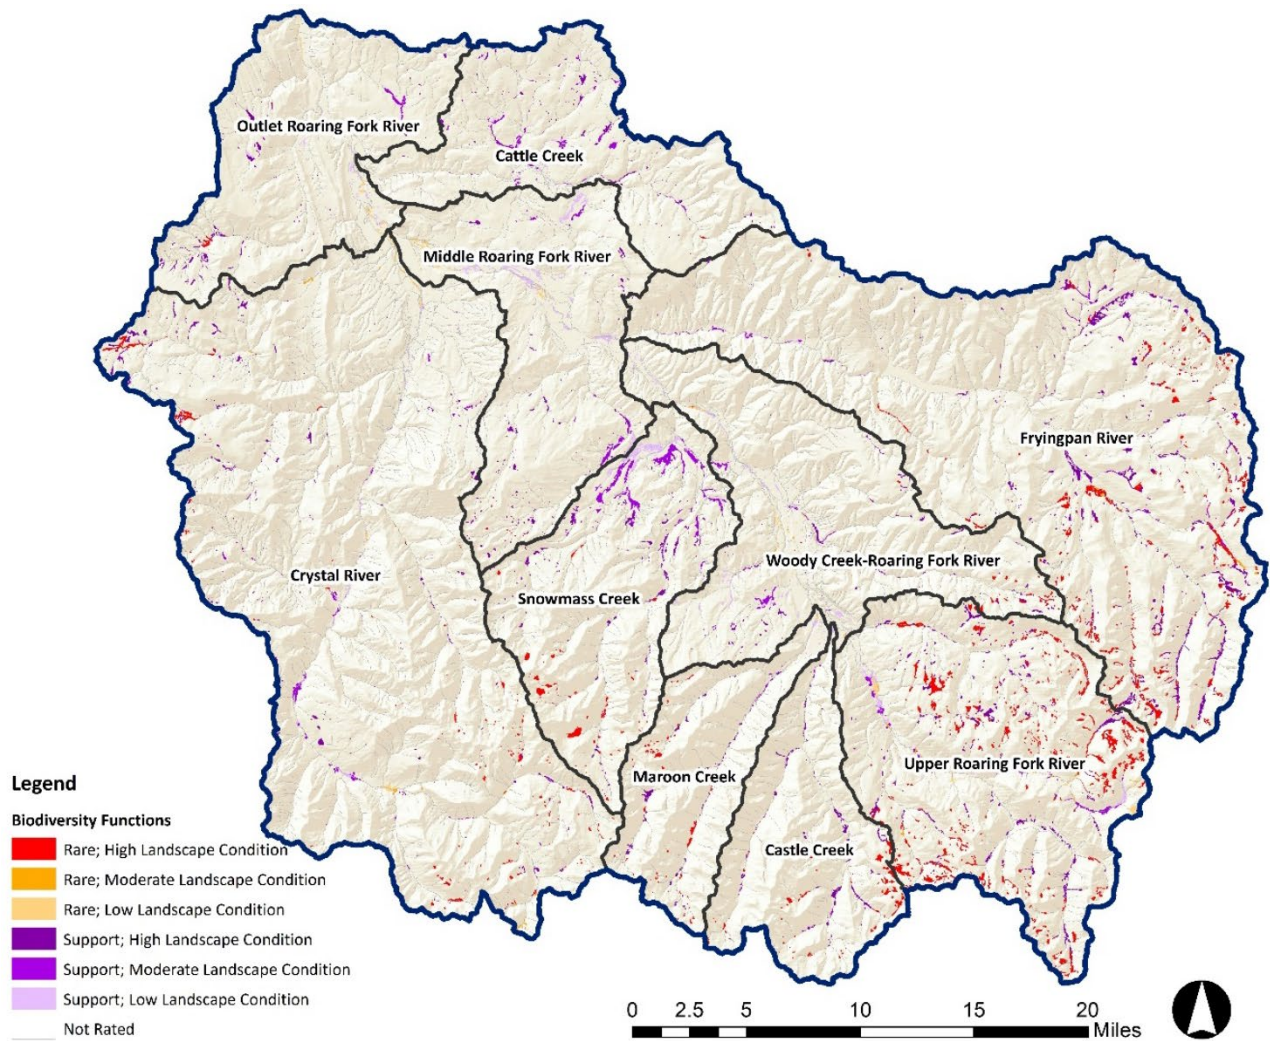 Outlet Roaring Fork River
Cattle Creek
Middle Roaring Fork River
Fryingpan River
Woody Creek-Roaring Fork River
Crystal River
Snowmass Creek
Upper Roaring Fork River
Maroon Creek
Castle Creek
Legend
Biodiversity Functions
Rare; High Landscape Condition
Rare; Moderate Landscape Condition
Rare; Low Landscape Condition
Support; High Landscape Condition
Support; Moderate Landscape Condition
Support; Low Landscape Condition
Not Rated
0 2.5 5 10 15 20
Miles